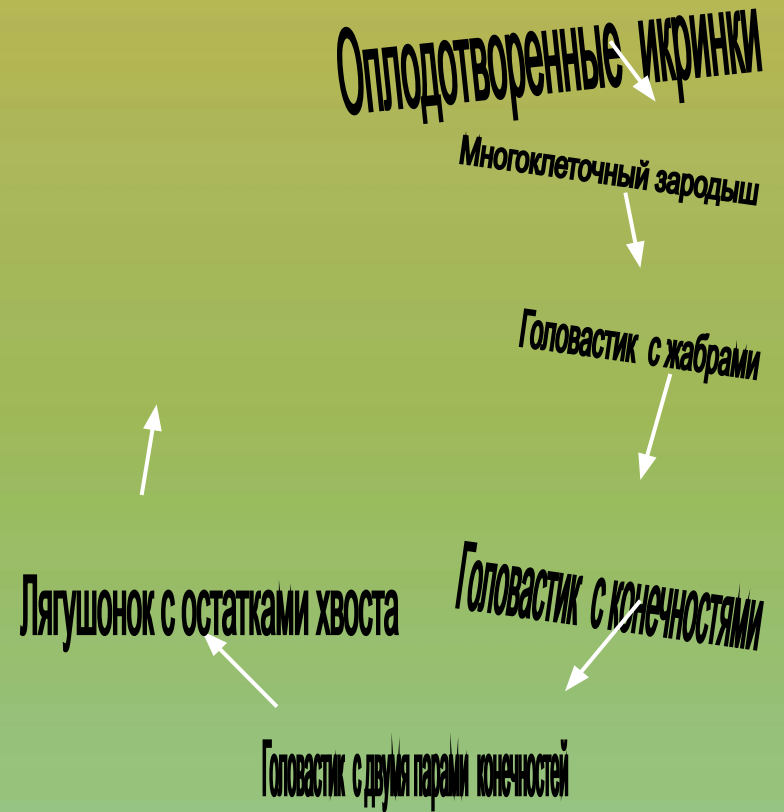 Оплодотворенные икринки
Многоклеточный зародыш
Головастик с жабрами
Головастик с конечностями
Головастик с двумя парами конечностей
Лягушонок с остатками хвоста